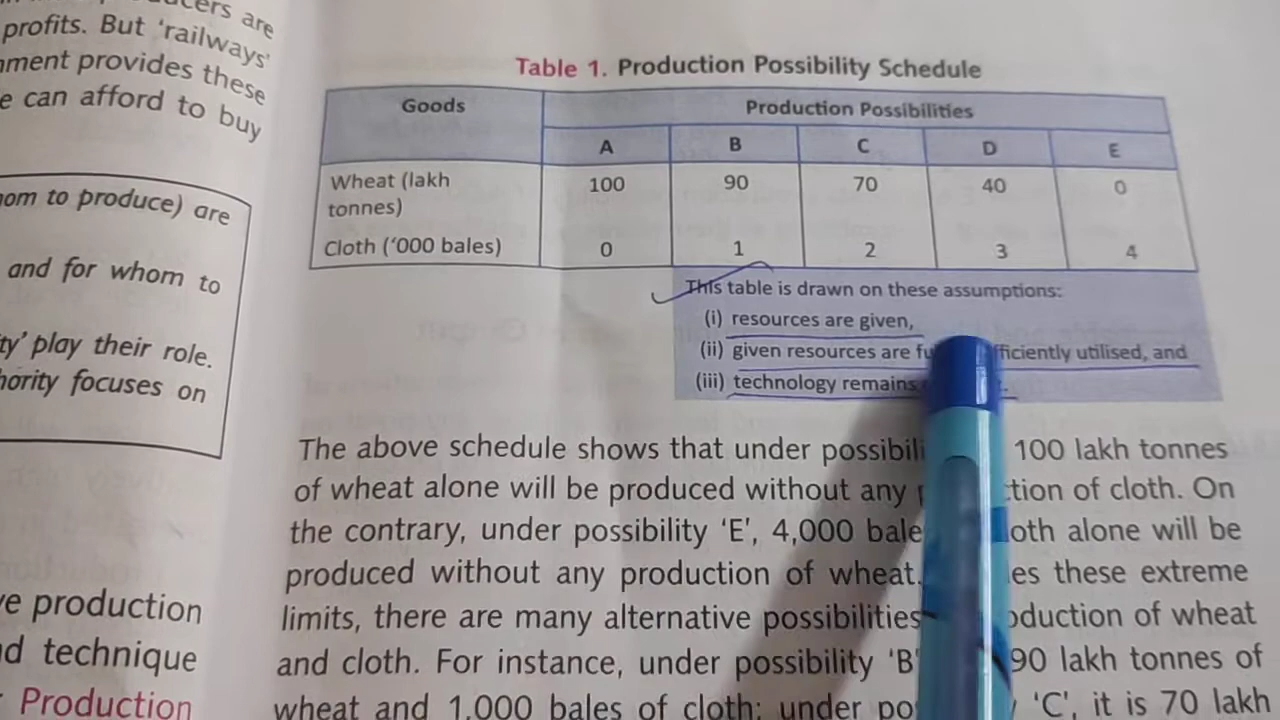 ucers are
profits. But 'railways'
ment provides these
e can afford to buy
om to produce) are
and for whom to
ty' play their role.
hority focuses on
ve production
nd technique
Production
Table 1. Production Possibility Schedule
Goods Production Possibilities
A B C D E
Wheat (lakh 100 90 70 40 0
tonnes)
Cloth ('000 bales) 0 1 2 3 4
This table is drawn on these assumptions:
(i) resources are given,
(ii) given resources are fu fficiently utilised, and
(iii) technology remains
The above schedule shows that under possibili 100 lakh tonnes
of wheat alone will be produced without any tion of cloth. On
the contrary, under possibility 'E', 4,000 bale oth alone will be
produced without any production of wheat. es these extreme
limits, there are many alternative possibilities oduction of wheat
and cloth. For instance, under possibility 'B' 90 lakh tonnes of
wheat and 1,000 bales of cloth; under po 'C', it is 70 lakh